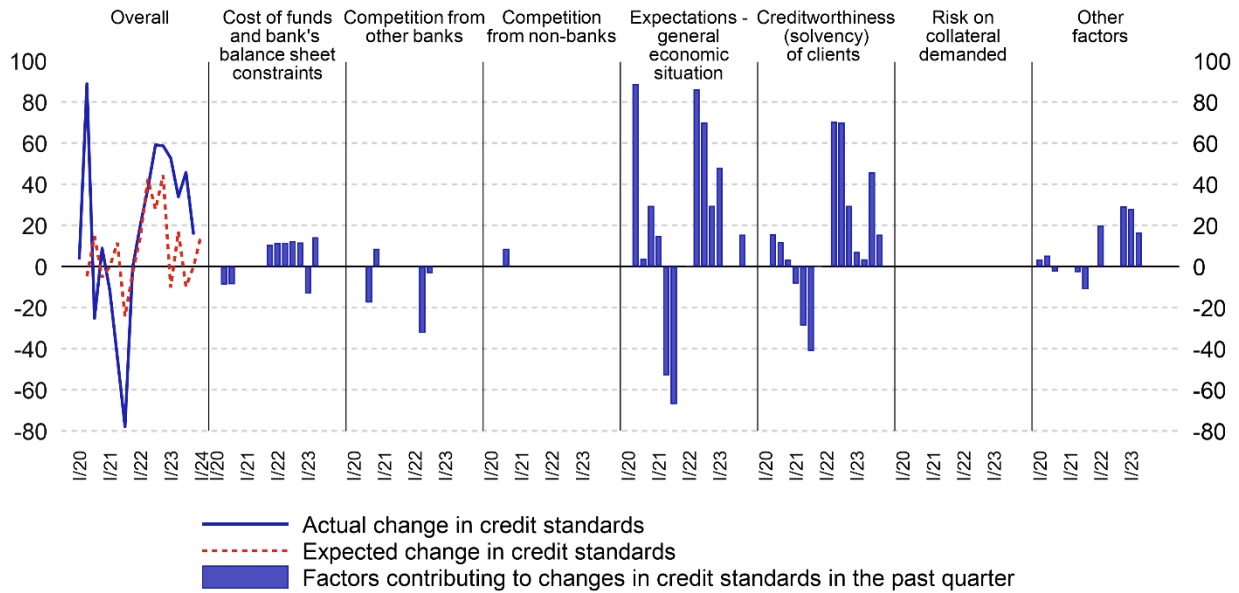 Overall
Cost of funds
and bank's
balance sheet
constraints
Competition from
other banks
Competition
from non-banks
Expectations -
general
economic
situation
Creditworthiness
(solvency)
of clients
Risk on
collateral
demanded
Other
factors
100
80
60
40
20
0
-20
-40
-60
-80
100
80
60
40
20
0
-20
-40
-60
-80
I/20
I/21
I/22
I/23
I/24
I/20
I/21
I/22
I/23
I/20
I/21
I/22
I/23
I/20
I/21
I/22
I/23
I/20
I/21
I/22
I/23
I/20
I/21
I/22
I/23
I/20
I/21
I/22
I/23
I/20
I/21
I/22
I/23
Actual change in credit standards
Expected change in credit standards
Factors contributing to changes in credit standards in the past quarter